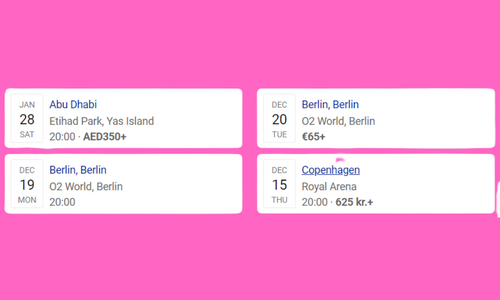 JAN
28
SAT
Abu Dhabi
Etihad Park, Yas Island
20:00 · AED350+
DEC
20
TUE
Berlin, Berlin
O2 World, Berlin
€65+
DEC
19
MON
Berlin, Berlin
O2 World, Berlin
20:00
DEC
15
THU
Copenhagen
Royal Arena
20:00 · 625 kr.+